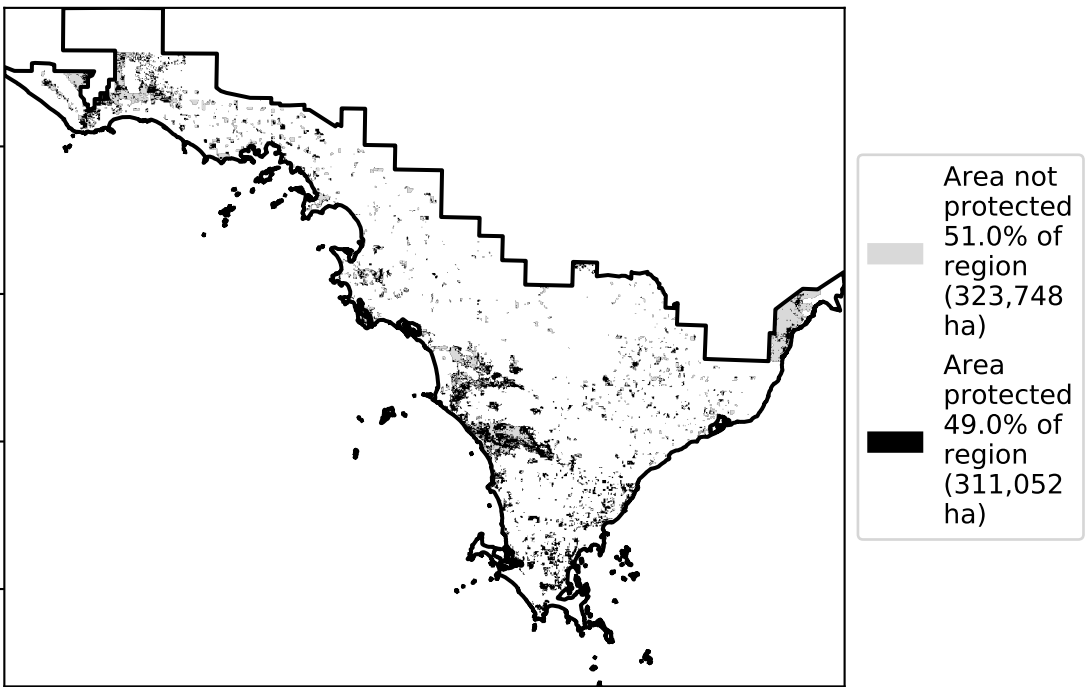 Area not
protected
51.0% of
region
(323,748
ha)
Area
protected
49.0% of
region
(311,052
ha)